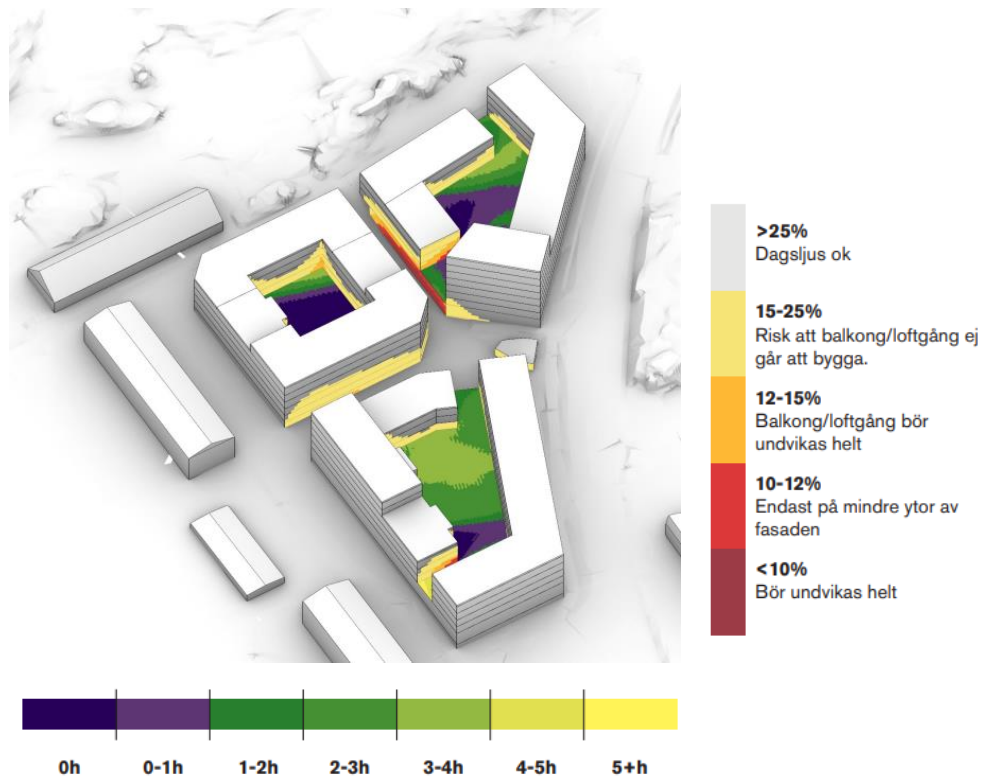 >25%
Dagsljus ok
15-25%
Risk att balkong/loftgång ej
går att bygga.
12-15%
Balkong/loftgång bör
undvikas helt
10-12%
Endast på mindre ytor av
fasaden
<10%
Bör undvikas helt
0h
0-1h
1-2h
2-3h
3-4h
4-5h
5+h